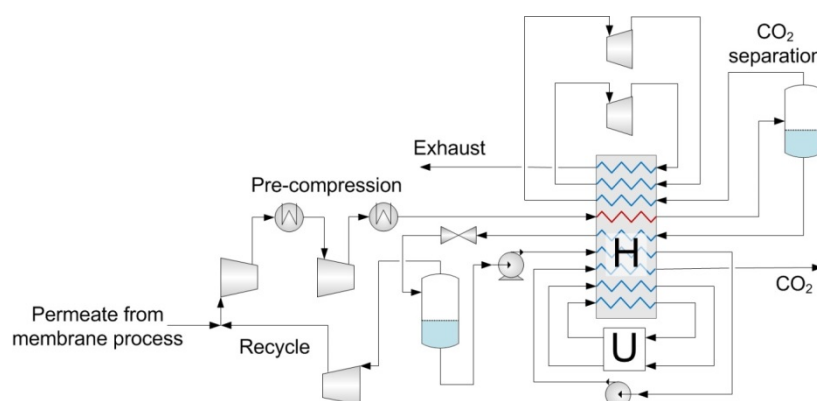 CO₂
separation
Exhaust
Pre-compression
H
CO₂
Permeate from
membrane process
Recycle
U